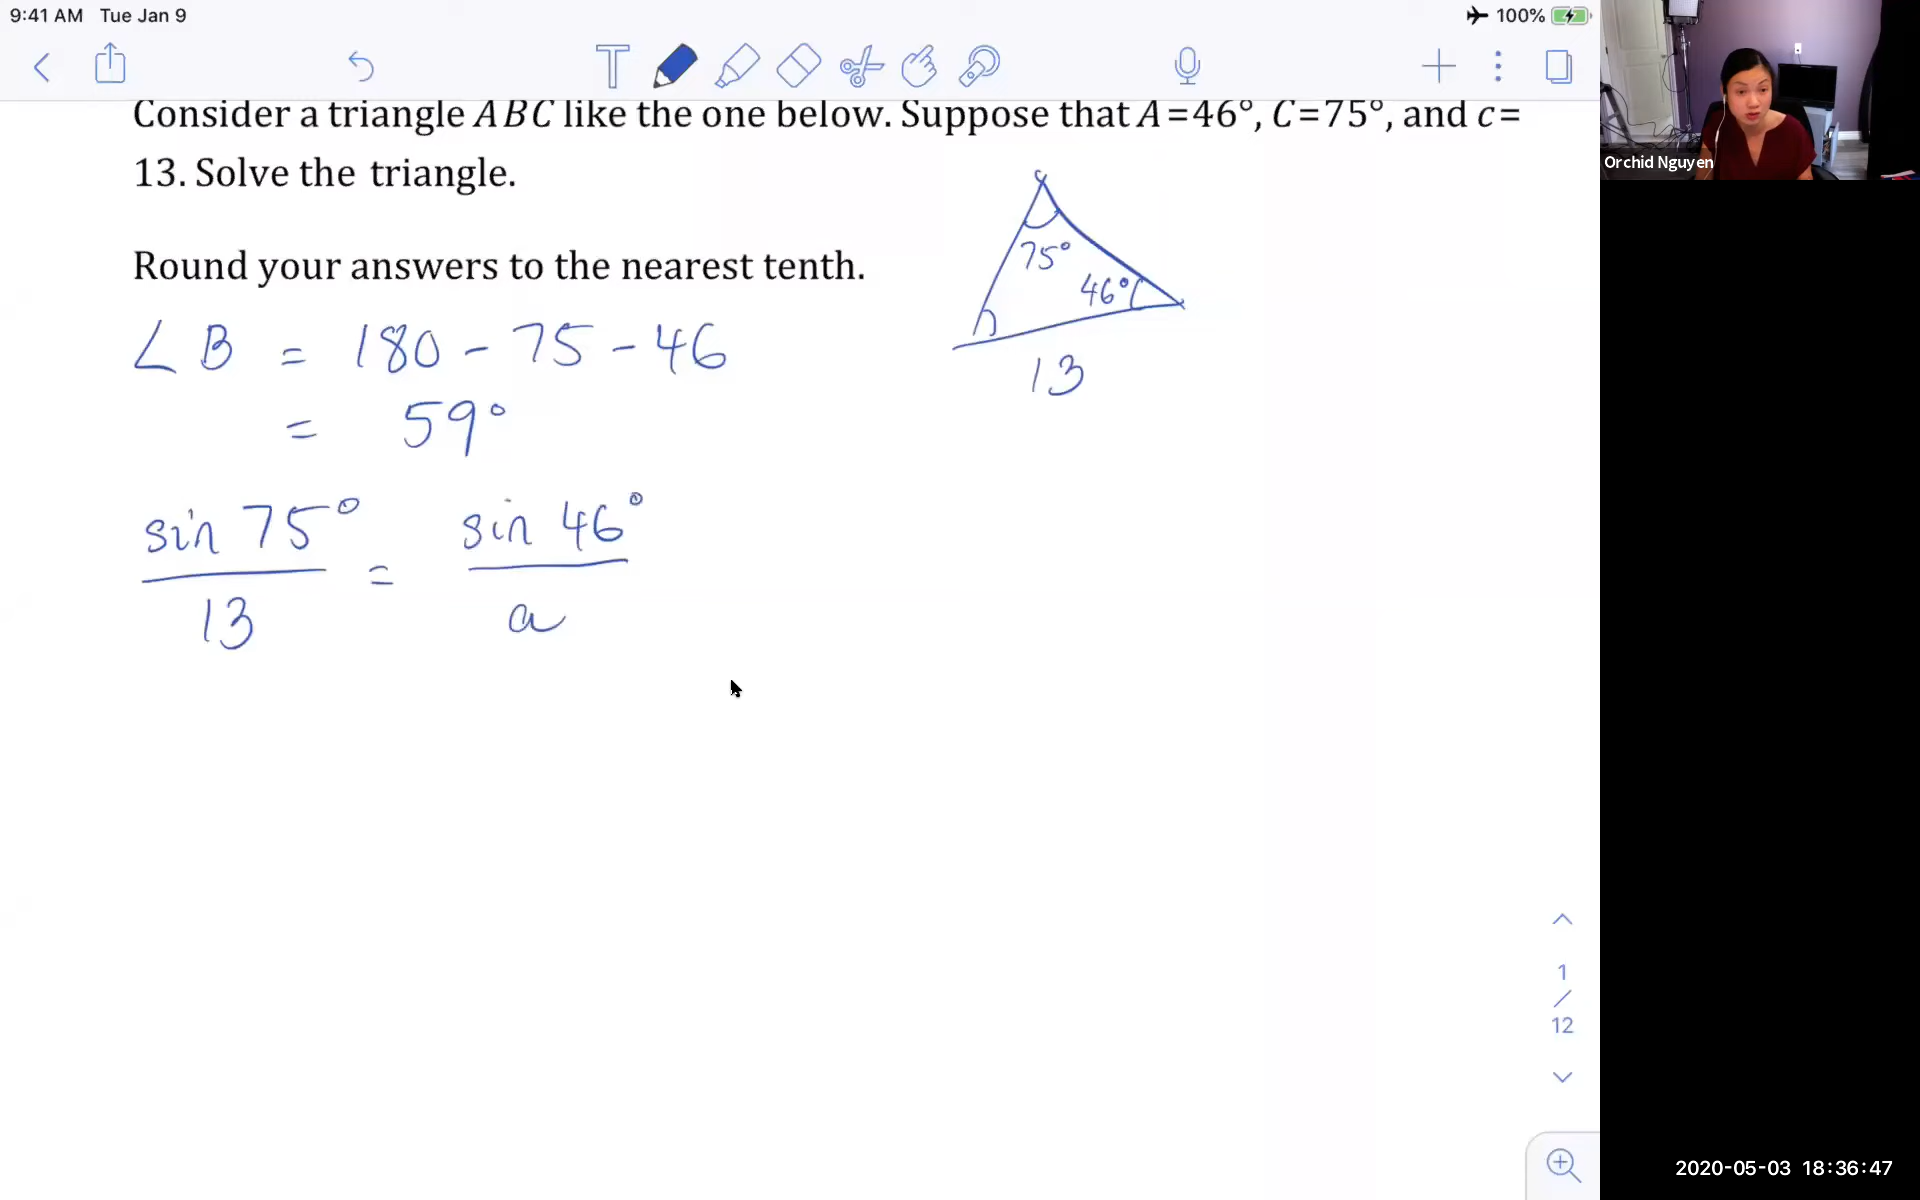 9:41 AM Tue Jan 9
100%
Consider a triangle ABC like the one below. Suppose that A=46°, C=75°, and c=
13. Solve the triangle.
Round your answers to the nearest tenth.
75°
46°
13
∠ B = 180 - 75 - 46
= 59°
sin 75° = sin 46°
13 a
Orchid Nguyen
1
/
12
2020-05-03 18:36:47